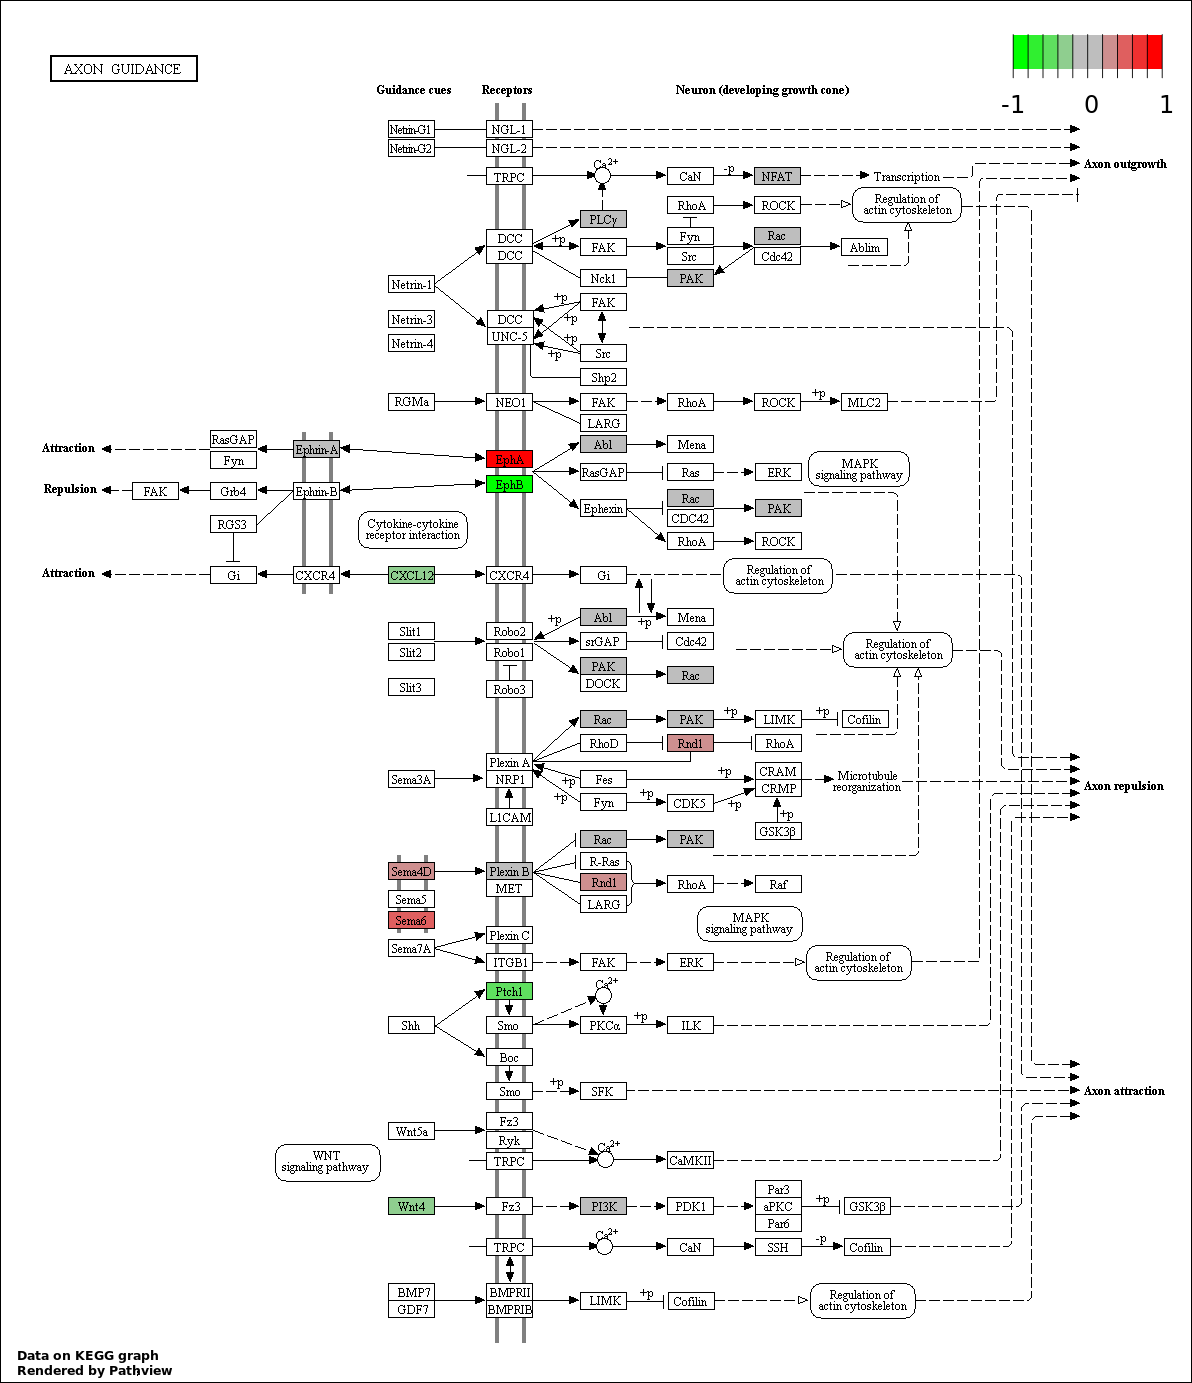 AXON GUIDANCE
-1 0 1
Guidance cues Receptors Neuron (developing growth cone)
Netrin-G1 NGL-1
Netrin-G2 NGL-2
Axon outgrowth
TRPC Ca2+ CaN -p NFAT Transcription
RhoA ROCK Regulation of
actin cytoskeleton
PLCγ
DCC +p FAK Fyn Rac Ablim
DCC Src Cdc42
Netrin-1 Nck1 PAK
+p FAK
Netrin-3 DCC +p
UNC-5 +p
Netrin-4 +p Src
Shp2
RGMa NEO1 FAK RhoA ROCK +p MLC2
LARG
Attraction RasGAP Ephrin-A EphA Abl Mena
Fyn
RasGAP Ras ERK MAPK
signaling pathway
Repulsion FAK Grb4 Ephrin-B EphB
Rac
Ephexin CDC42 PAK
RGS3 Cytokine-cytokine
receptor interaction
RhoA ROCK
Attraction Gi CXCR4 CXCL12 CXCR4 Gi Regulation of
actin cytoskeleton
+p Abl +p Mena
Slit1 Robo2 srGAP Cdc42 Regulation of
actin cytoskeleton
Slit2 Robo1
PAK Rac
DOCK
Slit3 Robo3
Rac PAK +p LIMK +p Cofilin
RhoD Rnd1 RhoA
Plexin A
Sema3A NRP1 +p Fes +p CRAM Microtubule
reorganization
CRMP
Axon repulsion
+p Fyn +p CDK5 +p
L1CAM +p
GSK3β
Rac PAK
Sema4D Plexin B R-Ras
MET Rnd1 RhoA Raf
Sema5 LARG
Sema6 MAPK
signaling pathway
Sema7A Plexin C
ITGB1 FAK ERK Regulation of
actin cytoskeleton
Ptch1 Ca2+
Shh Smo PKCα +p ILK
Boc
Smo +p SFK Axon attraction
Wnt5a Fz3
Ryk
WNT
signaling pathway
TRPC Ca2+ CaMKII
Wnt4 Fz3 PI3K PDK1 Par3
aPKC +p GSK3β
Par6
TRPC Ca2+ CaN SSH -p Cofilin
BMP7 BMPRII LIMK +p Cofilin Regulation of
actin cytoskeleton
GDF7 BMPRIB
Data on KEGG graph
Rendered by Pathview